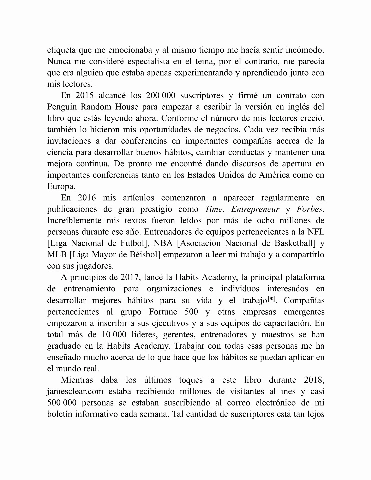 etiqueta que me emocionaba y al mismo tiempo me hacía sentir incómodo.
Nunca me consideré especialista en el tema, por el contrario, me parecía
que era alguien que estaba apenas experimentando y aprendiendo junto con
mis lectores.
En 2015 alcancé los 200 000 suscriptores y firmé un contrato con
Penguin Random House para empezar a escribir la versión en inglés del
libro que estás leyendo ahora. Conforme el número de mis lectores creció,
también lo hicieron mis oportunidades de negocios. Cada vez recibía más
invitaciones a dar conferencias en importantes compañías acerca de la
ciencia para desarrollar buenos hábitos, cambiar conductas y mantener una
mejora continua. De pronto me encontré dando discursos de apertura en
importantes conferencias tanto en los Estados Unidos de América como en
Europa.
En 2016 mis artículos comenzaron a aparecer regularmente en
publicaciones de gran prestigio como Time, Entrepreneur y Forbes.
Increíblemente mis textos fueron leídos por más de ocho millones de
personas durante ese año. Entrenadores de equipos pertenecientes a la NFL
[Liga Nacional de Futbol], NBA [Asociación Nacional de Basketball] y
MLB [Liga Mayor de Béisbol] empezaron a leer mi trabajo y a compartirlo
con sus jugadores.
A principios de 2017, lancé la Habits Academy, la principal plataforma
de entrenamiento para organizaciones e individuos interesados en
desarrollar mejores hábitos para su vida y el trabajo[*]. Compañías
pertenecientes al grupo Fortune 500 y otras empresas emergentes
empezaron a inscribir a sus ejecutivos y a sus equipos de capacitación. En
total más de 10 000 líderes, gerentes, entrenadores y maestros se han
graduado en la Habits Academy. Trabajar con todas esas personas me ha
enseñado mucho acerca de lo que hace que los hábitos se puedan aplicar en
el mundo real.
Mientras daba los últimos toques a este libro durante 2018,
jamesclear.com estaba recibiendo millones de visitantes al mes y casi
500 000 personas se estaban suscribiendo al correo electrónico de mi
boletín informativo cada semana. Tal cantidad de suscriptores está tan lejos